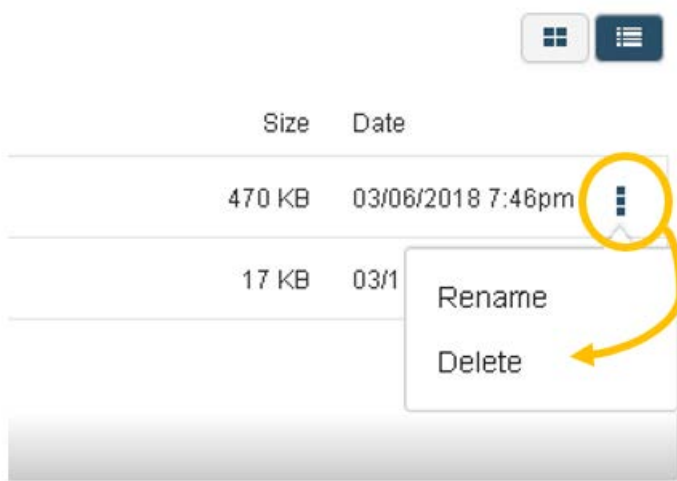 Size Date
470 KB 03/06/2018 7:46pm
17 KB 03/1
Rename
Delete